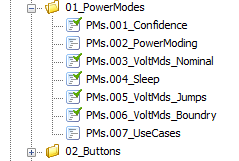 01_PowerModes
PMs.001_Confidence
PMs.002_PowerModing
PMs.003_VoltMds_Nominal
PMs.004_Sleep
PMs.005_VoltMds_Jumps
PMs.006_VoltMds_Boundry
PMs.007_UseCases
02_Buttons